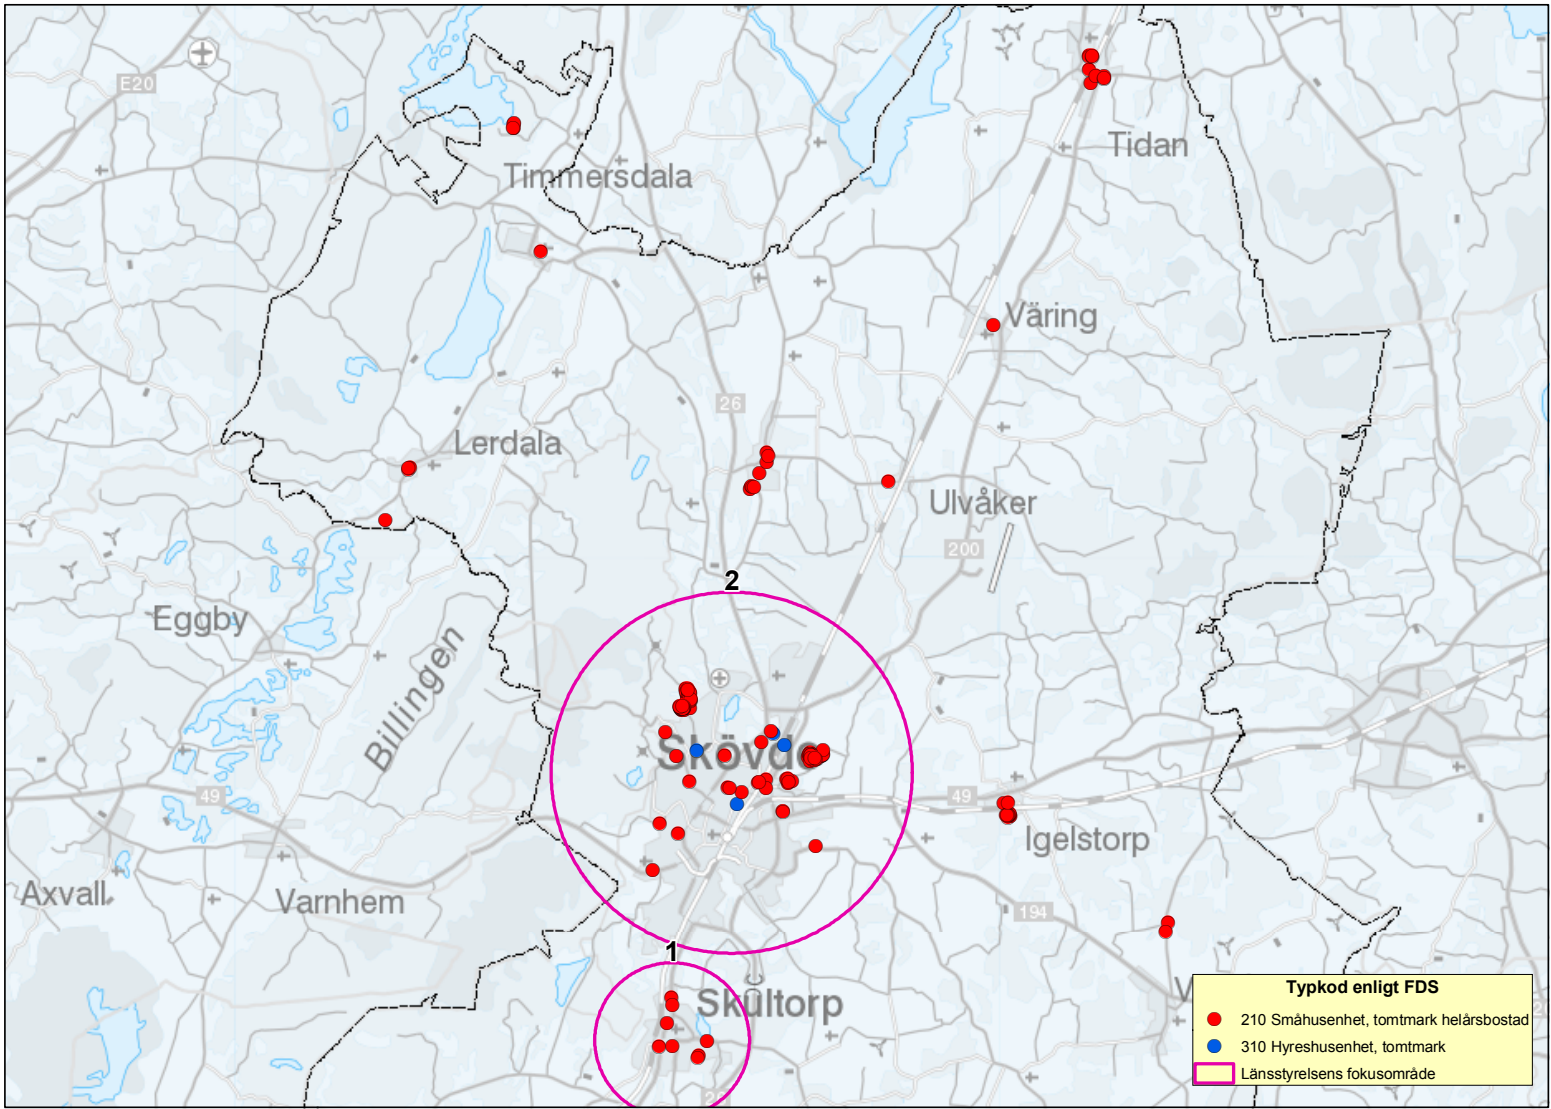 E20
Tidan
Timmersdala
Väring
26
Lerdala
Ulvåker
200
2
Eggby
Billingen
Skövde
49
49
Igelstorp
Axvall
Varnhem
194
1
Skultorp
V
Typkod enligt FDS
210 Småhusenhet, tomtmark helårsbostad
310 Hyreshusenhet, tomtmark
Länsstyrelsens fokusområde